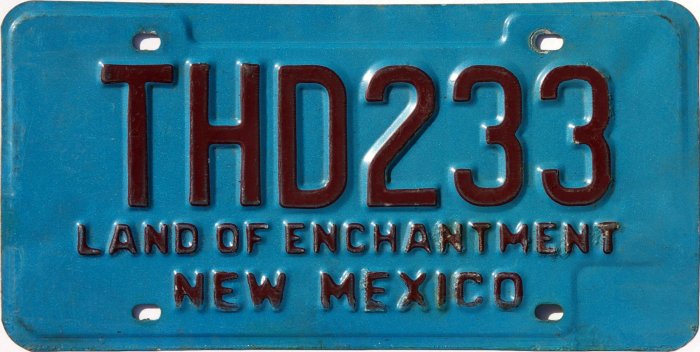 THD233
LAND OF ENCHANTMENT
NEW MEXICO